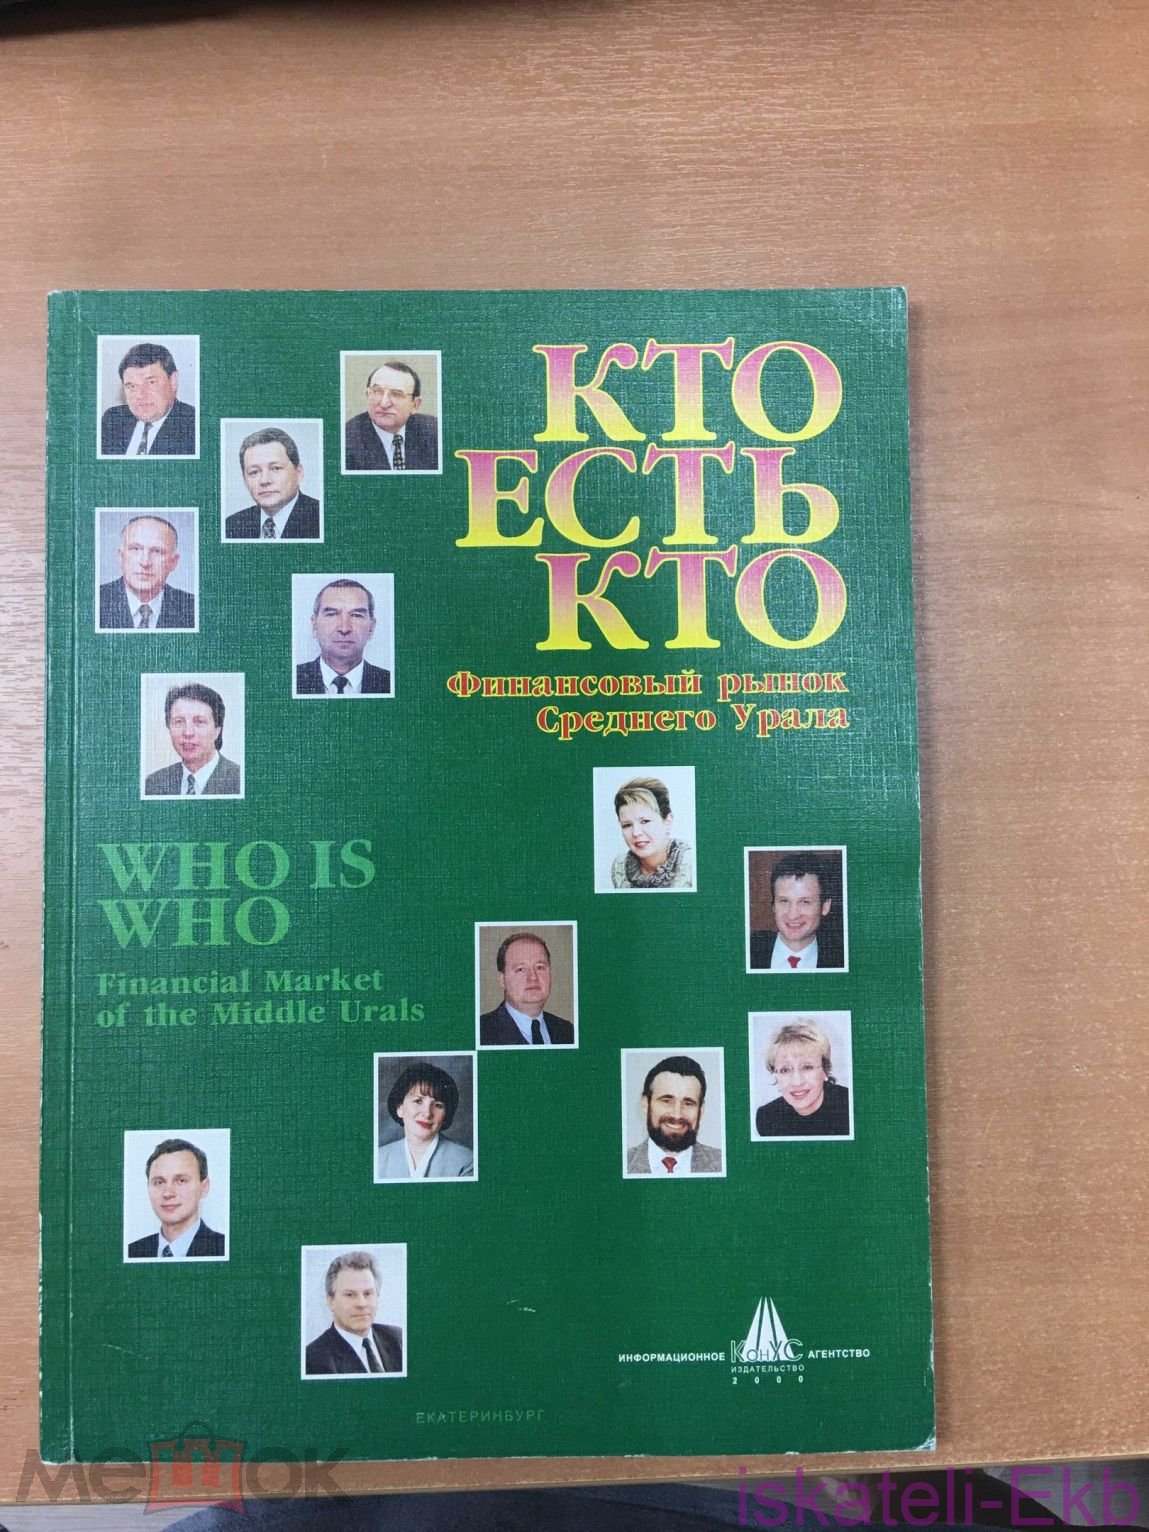 КТО
ЕСТЬ
КТО
Финансовый рынок
Среднего Урала
WHO IS
WHO
Financial Market
of the Middle Urals
ИНФОРМАЦИОННОЕ КонУС АГЕНТСТВО
ИЗДАТЕЛЬСТВО
2000
ЕКАТЕРИНБУРГ
мешок
iskateli-Ekb